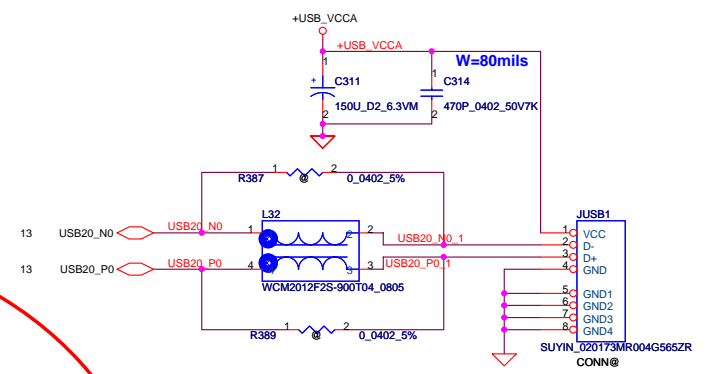 +USB_VCCA
+USB_VCCA
W=80mils
1
+
C311
150U_D2_6.3VM
2
1
C314
470P_0402_50V7K
2
R387
1
@
2
0_0402_5%
13
USB20_N0
USB20_N0
L32
1
2
2
USB20_N0_1
13
USB20_P0
USB20_P0
4
3
3
USB20_P0_1
WCM2012F2S-900T04_0805
R389
1
@
2
0_0402_5%
JUSB1
1
VCC
2
D-
3
D+
4
GND
5
GND1
6
GND2
7
GND3
8
GND4
SUYIN_020173MR004G565ZR
CONN@